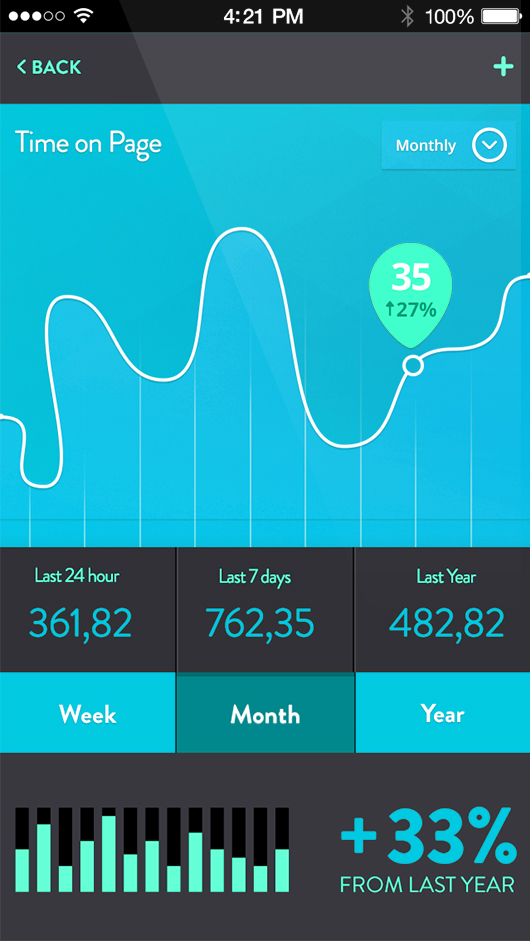 4:21 PM 100%
BACK +
Time on Page
Monthly
35
↑27%
Last 24 hour Last 7 days Last Year
361,82 762,35 482,82
Week Month Year
+33%
FROM LAST YEAR